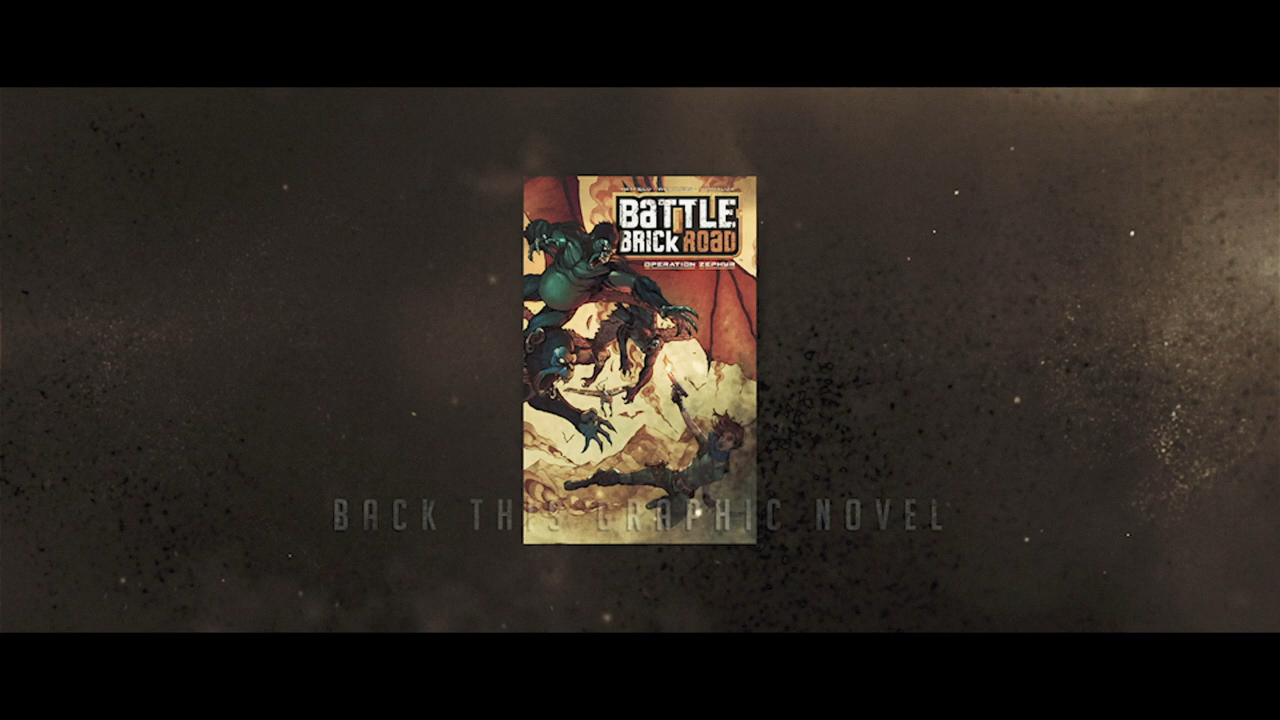 BATTLE
BRICK ROAD
OPERATION ZEPHYR
BACK THIS GRAPHIC NOVEL